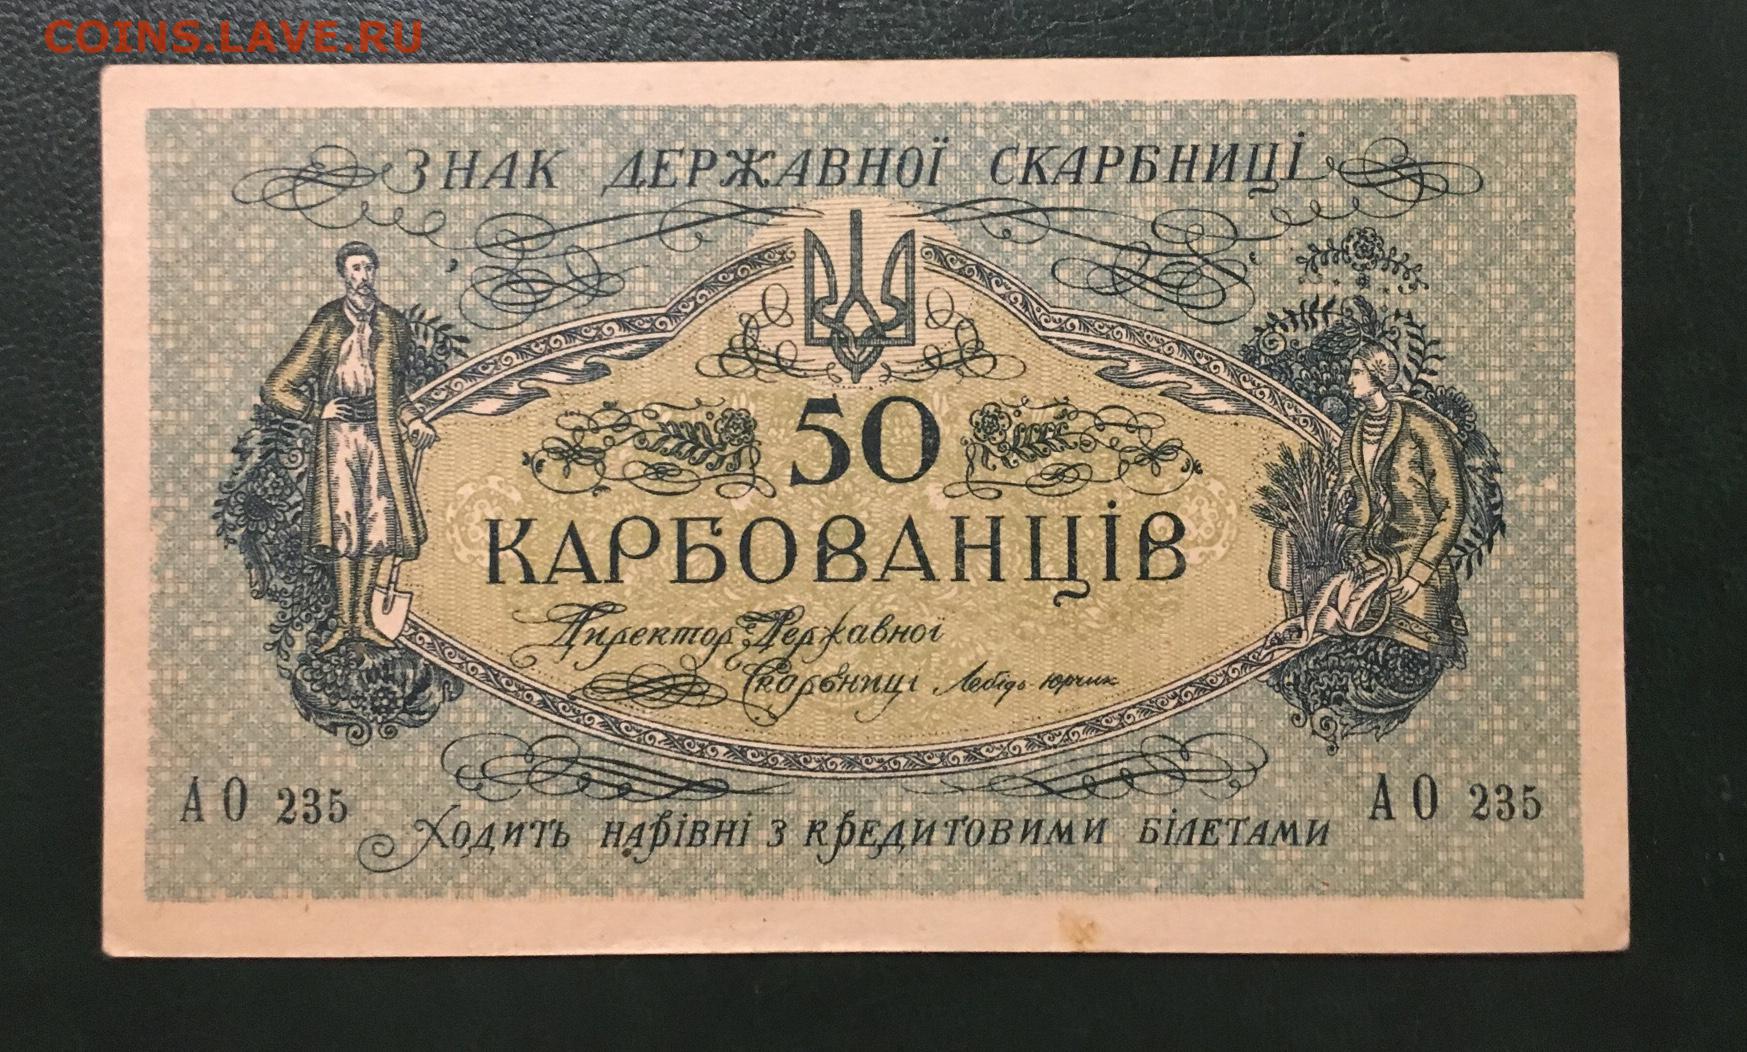 COINS.LAVE.RU
ЗНАК ДЕРЖАВНОЇ СКАРБНИЦІ
50
КАРБОВАНЦІВ
Директор Державної
Скарбниці Лебідь-Юрчик
АО 235
АО 235
Ходить нарівні з кредитовими білетами